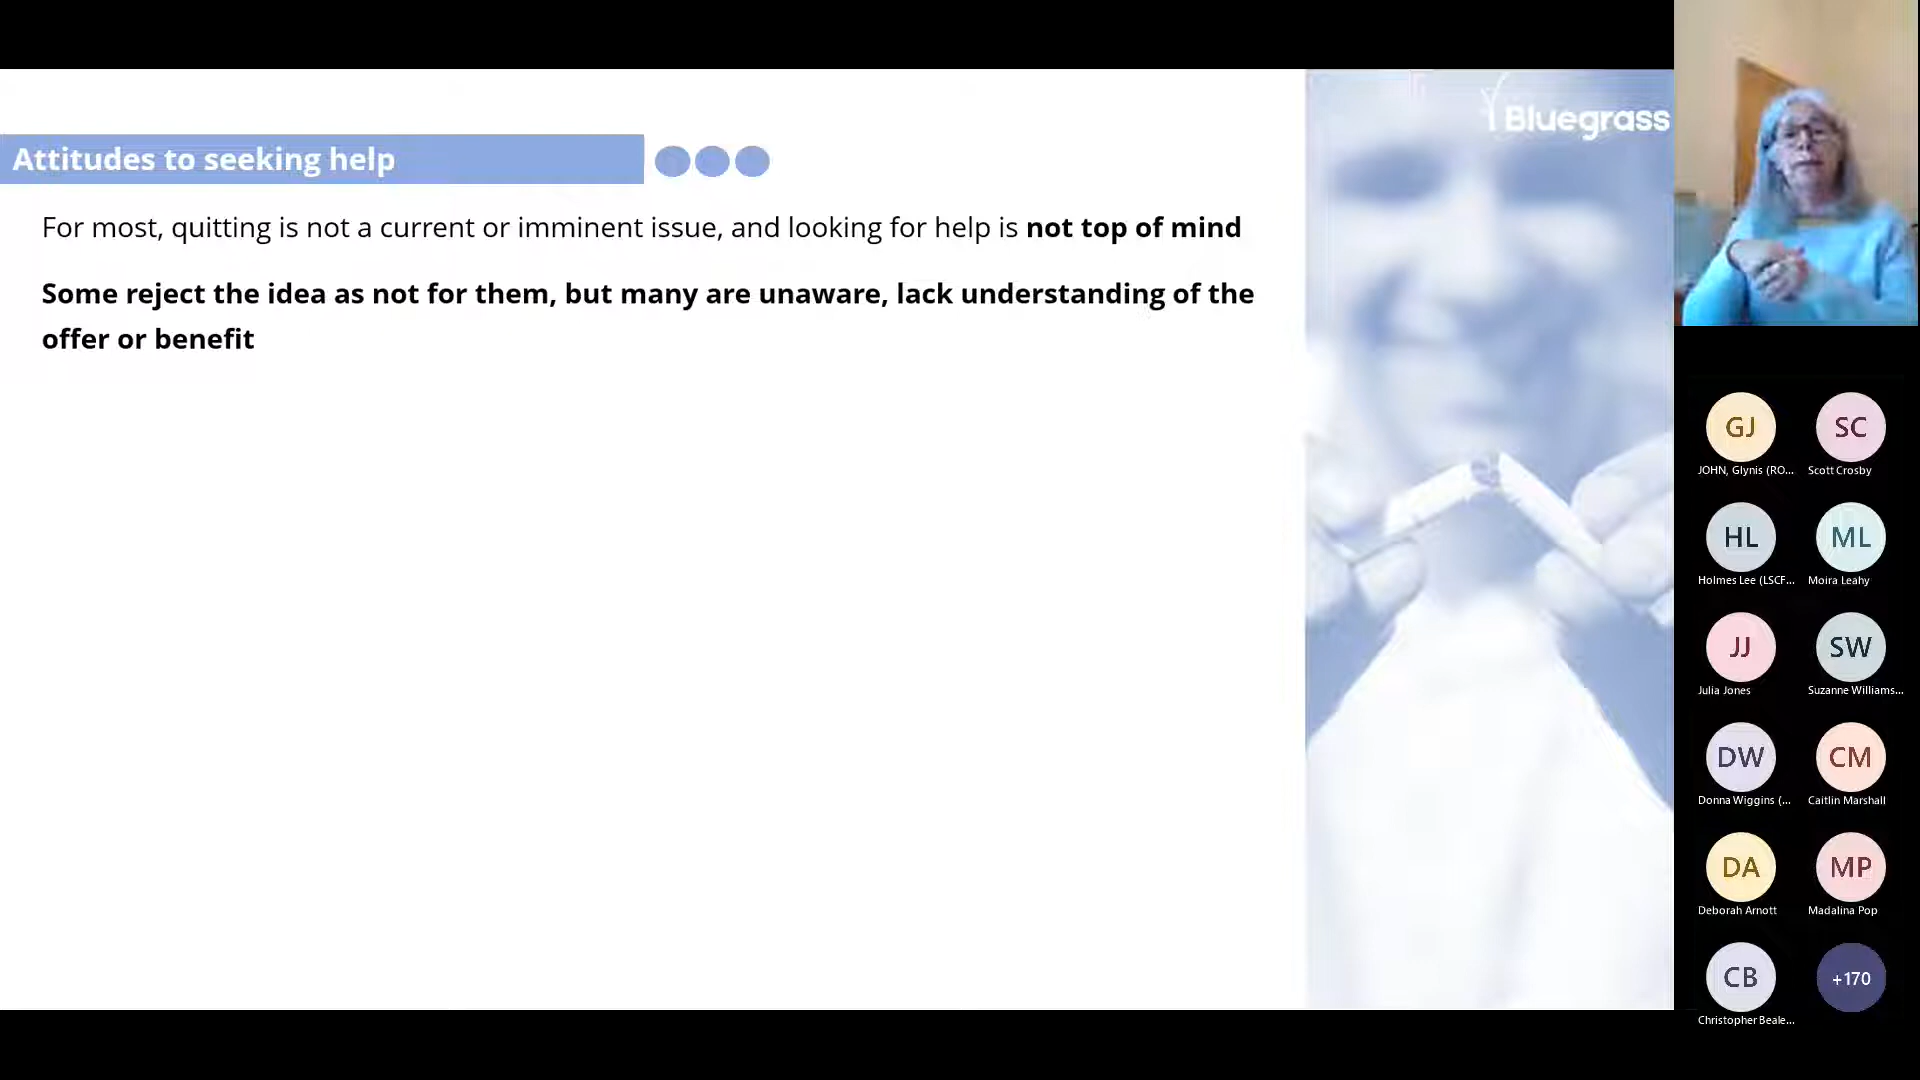 Bluegrass
Attitudes to seeking help
For most, quitting is not a current or imminent issue, and looking for help is not top of mind
Some reject the idea as not for them, but many are unaware, lack understanding of the
offer or benefit
GJ
JOHN, Glynis (RO...
SC
Scott Crosby
HL
Holmes Lee (LSCF...
ML
Moira Leahy
JJ
Julia Jones
SW
Suzanne Williams...
DW
Donna Wiggins (...
CM
Caitlin Marshall
DA
Deborah Arnott
MP
Madalina Pop
CB
Christopher Beale...
+170